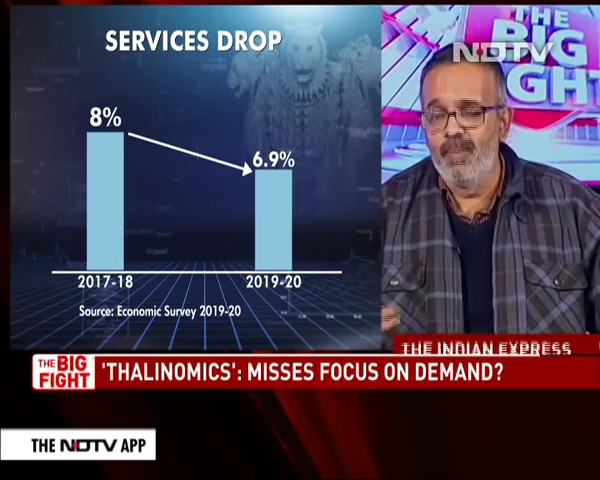 SERVICES DROP
8%
6.9%
2017-18
2019-20
Source: Economic Survey 2019-20
NDTV
THE
BIG
FIGHT
THE INDIAN EXPRESS
THE BIG
FIGHT
'THALINOMICS': MISSES FOCUS ON DEMAND?
THE NDTV APP